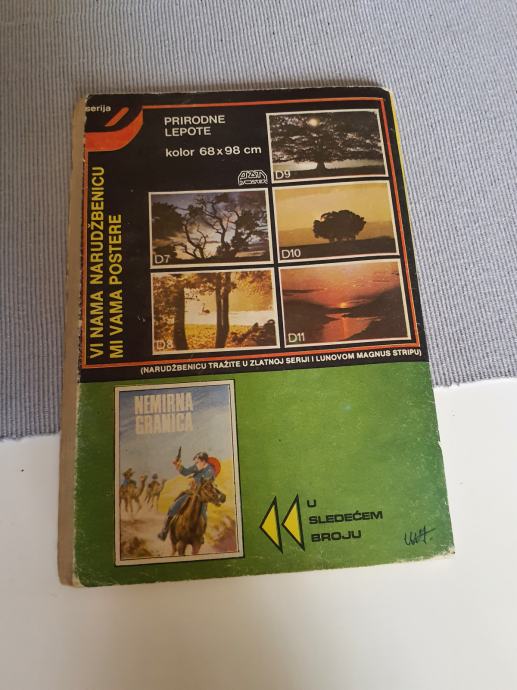 serija
D
PRIRODNE
LEPOTE
kolor 68x98 cm
VI NAMA NARUDŽBENICU
MI VAMA POSTERE
D9
D7
D10
D8
D11
(NARUDŽBENICU TRAŽITE U ZLATNOJ SERIJI I LUNOVOM MAGNUS STRIPU)
NEMIRNA
GRANICA
U
SLEDEĆEM
BROJU